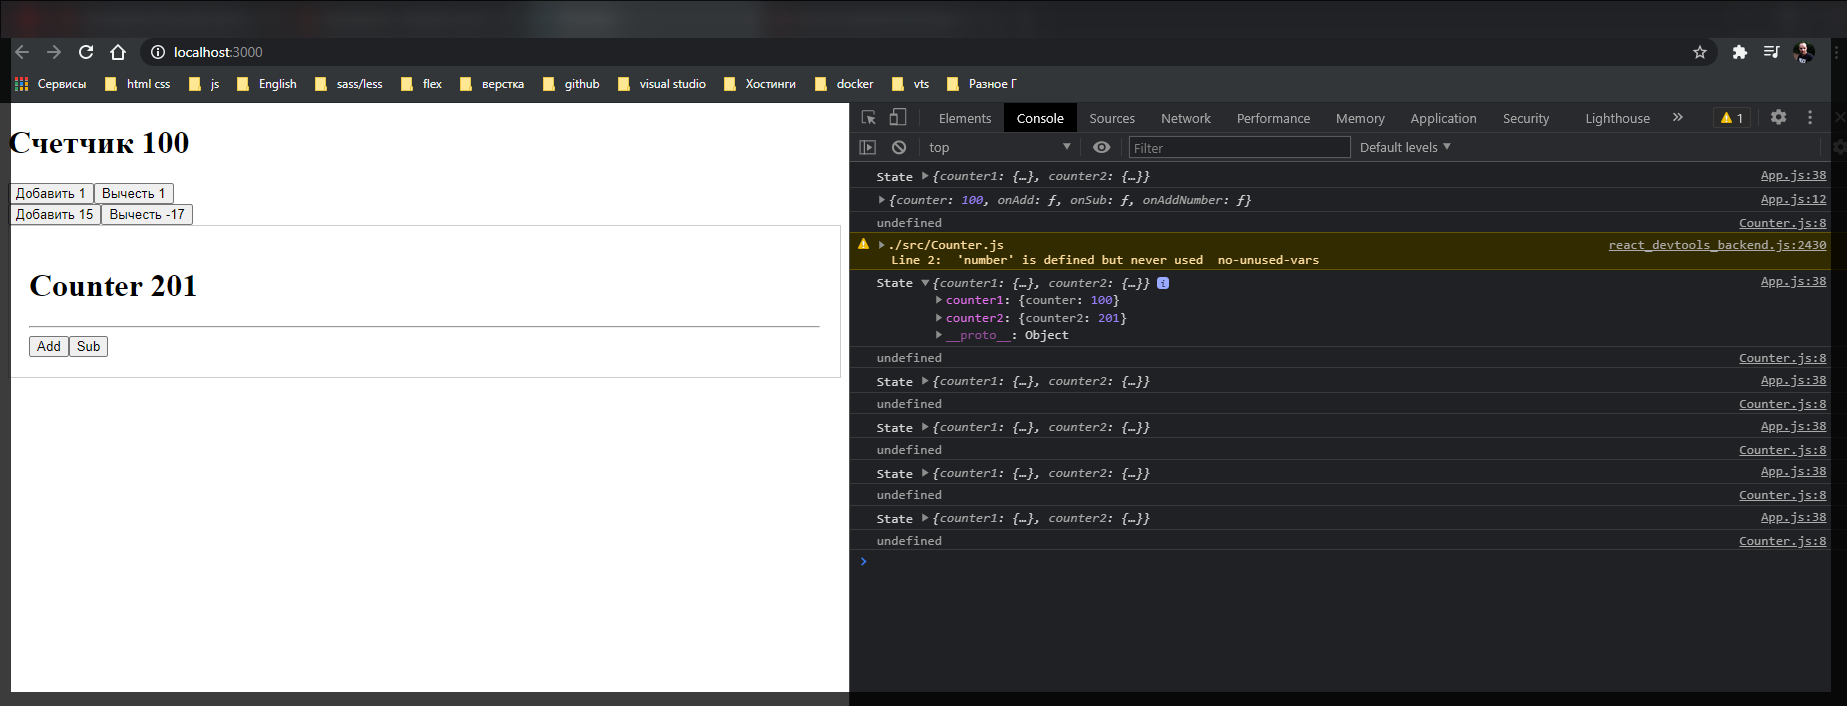 localhost:3000
Сервисы html css js English sass/less flex верстка github visual studio Хостинги docker vts Разное Г
Счетчик 100
Добавить 1 Вычесть 1
Добавить 15 Вычесть -17
Counter 201
Add Sub
Elements Console Sources Network Performance Memory Application Security Lighthouse » 1
top Filter Default levels
State {counter1: {…}, counter2: {…}} App.js:38
{counter: 100, onAdd: ƒ, onSub: ƒ, onAddNumber: ƒ} App.js:12
undefined Counter.js:8
./src/Counter.js react_devtools_backend.js:2430
Line 2: 'number' is defined but never used no-unused-vars
State {counter1: {…}, counter2: {…}} i App.js:38
counter1: {counter: 100}
counter2: {counter2: 201}
__proto__: Object
undefined Counter.js:8
State {counter1: {…}, counter2: {…}} App.js:38
undefined Counter.js:8
State {counter1: {…}, counter2: {…}} App.js:38
undefined Counter.js:8
State {counter1: {…}, counter2: {…}} App.js:38
undefined Counter.js:8
State {counter1: {…}, counter2: {…}} App.js:38
undefined Counter.js:8